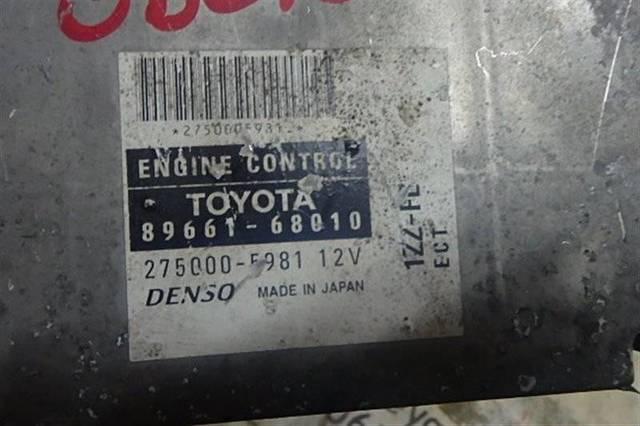 *275000F981-*
ENGINE CONTROL
TOYOTA
89661-68010
275000-F981 12V
DENSO MADE IN JAPAN
1ZZ-FE
ECT